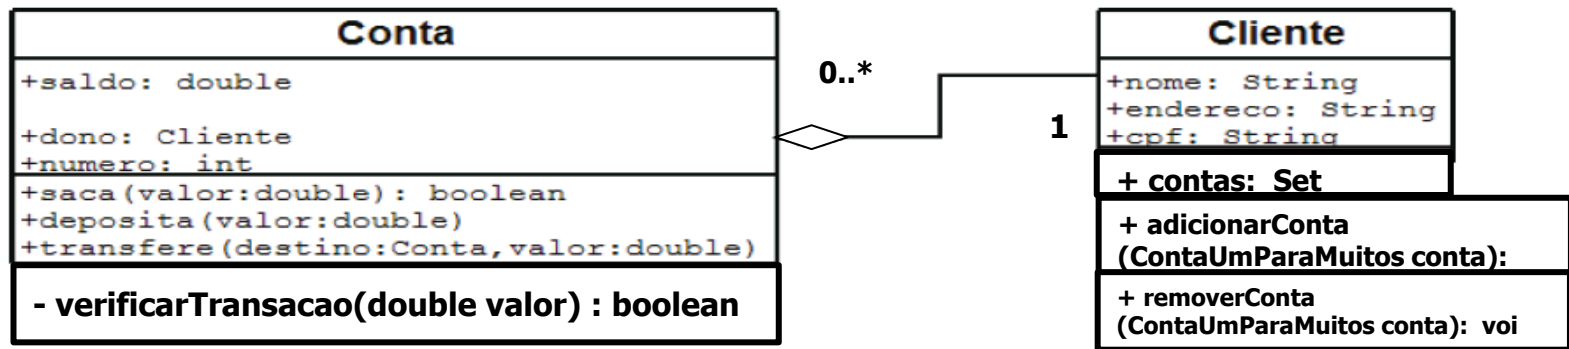 Conta
+saldo: double
+dono: Cliente
+numero: int
+saca(valor:double): boolean
+deposita(valor:double)
+transfere(destino:Conta,valor:double)
- verificarTransacao(double valor) : boolean
0..*
1
Cliente
+nome: String
+endereco: String
+cpf: String
+ contas: Set
+ adicionarConta
(ContaUmParaMuitos conta):
+ removerConta
(ContaUmParaMuitos conta): voi